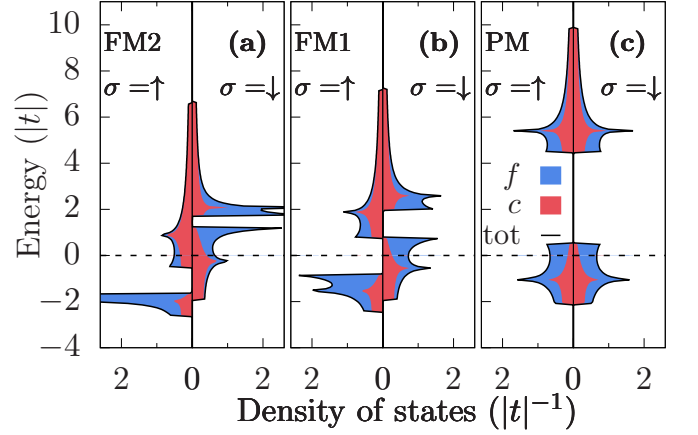 10
8
6
4
2
0
−2
−4
Energy (|t|)
FM2
(a)
σ =↑
σ =↓
FM1
(b)
σ =↑
σ =↓
PM
(c)
σ =↑
σ =↓
f
c
tot
2 0 2
2 0 2
2 0 2
Density of states (|t|⁻¹)